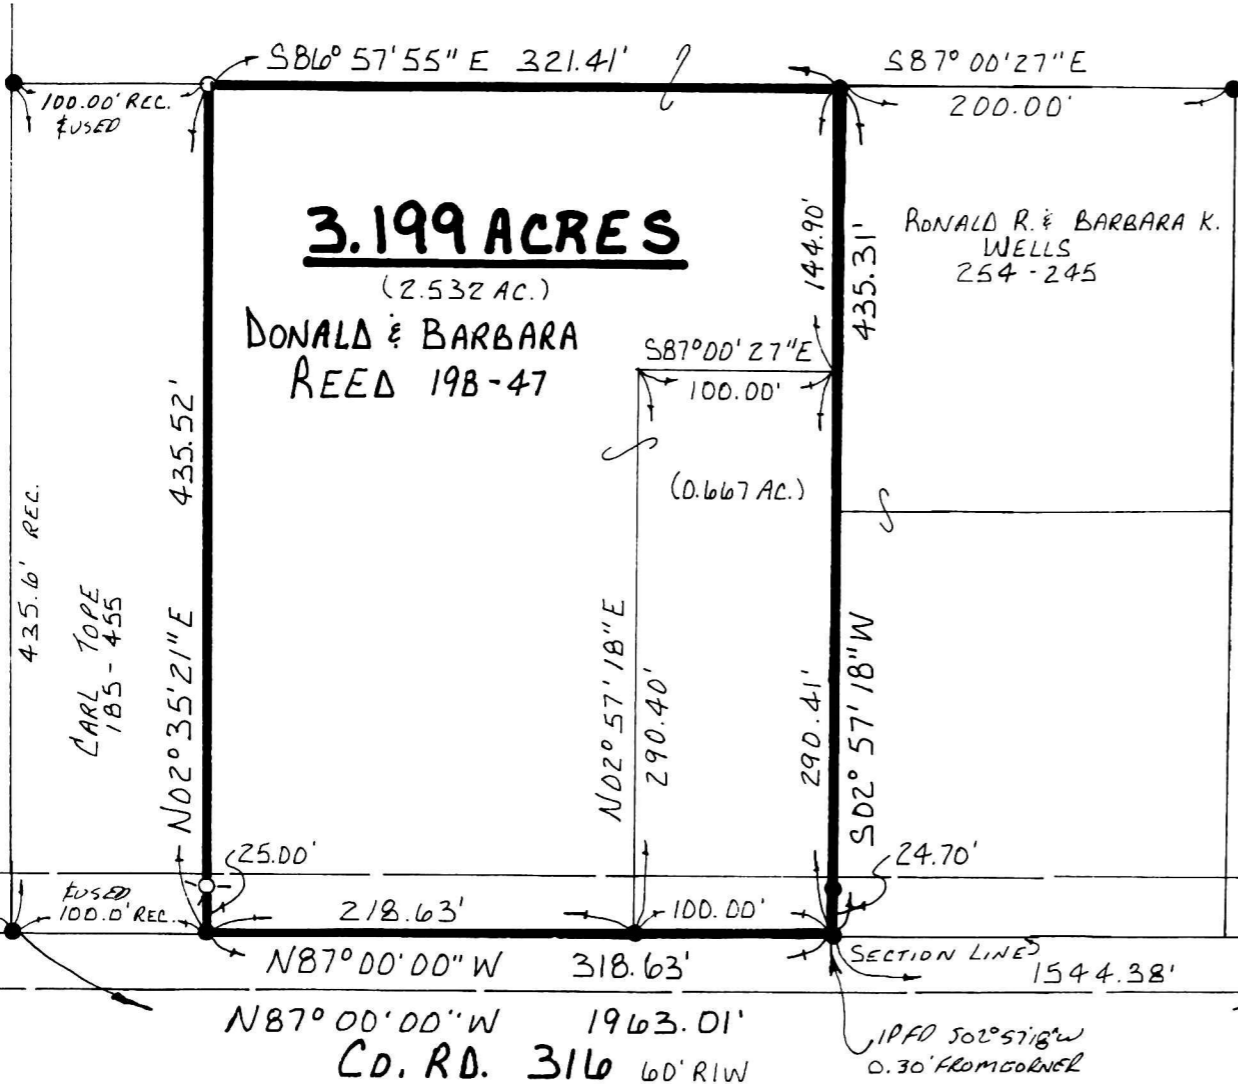 S86° 57'55" E 321.41'
S87° 00'27"E
100.00' REC.
& USED
200.00'
3.199 ACRES
(2.532 AC.)
DONALD & BARBARA
REED 198-47
144.90'
435.31'
RONALD R. & BARBARA K.
WELLS
254-245
S87°00'27"E
100.00'
435.52'
(0.667 AC.)
435.6' REC.
CARL TOPE
185-455
N02°35'21"E
N02°57'18"E
290.40'
290.41'
S02°57'18"W
25.00'
24.70'
& USED
100.0' REC.
218.63'
100.00'
N87°00'00"W 318.63'
SECTION LINE
1544.38'
N87°00'00"W 1963.01'
CO. RD. 316 60' R/W
IPFD S02°57'18"W
0.30' FROM CORNER